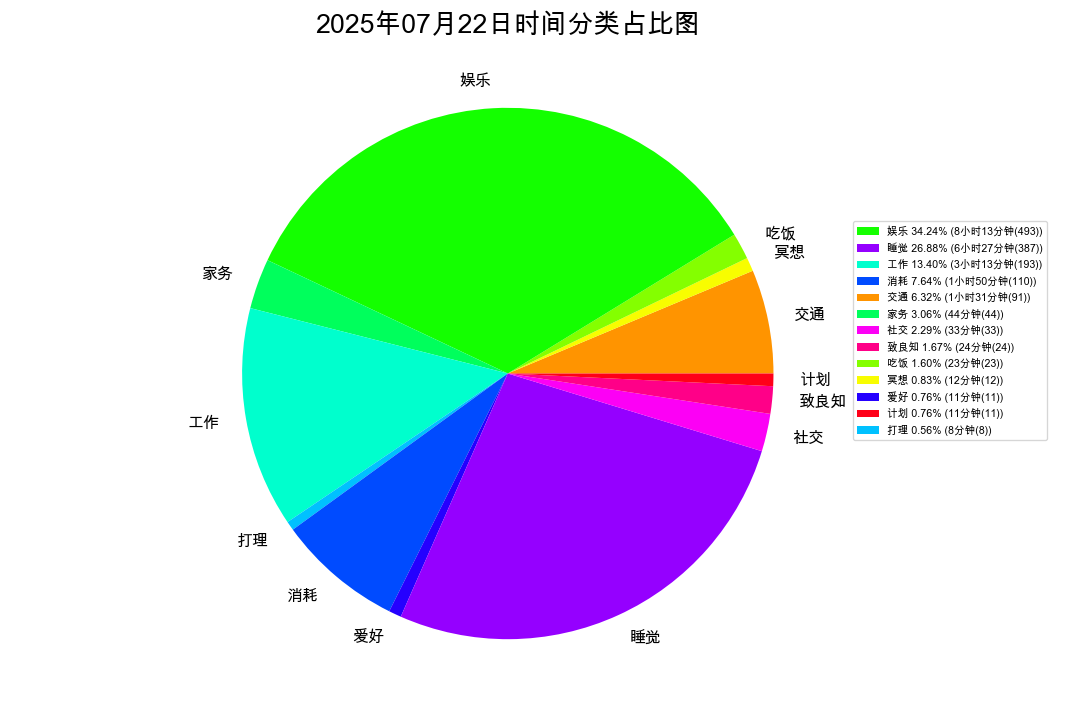 2025年07月22日时间分类占比图
娱乐
吃饭
冥想
家务
交通
计划
致良知
工作
社交
打理
消耗
爱好
睡觉
娱乐 34.24% (8小时13分钟(493))
睡觉 26.88% (6小时27分钟(387))
工作 13.40% (3小时13分钟(193))
消耗 7.64% (1小时50分钟(110))
交通 6.32% (1小时31分钟(91))
家务 3.06% (44分钟(44))
社交 2.29% (33分钟(33))
致良知 1.67% (24分钟(24))
吃饭 1.60% (23分钟(23))
冥想 0.83% (12分钟(12))
爱好 0.76% (11分钟(11))
计划 0.76% (11分钟(11))
打理 0.56% (8分钟(8))